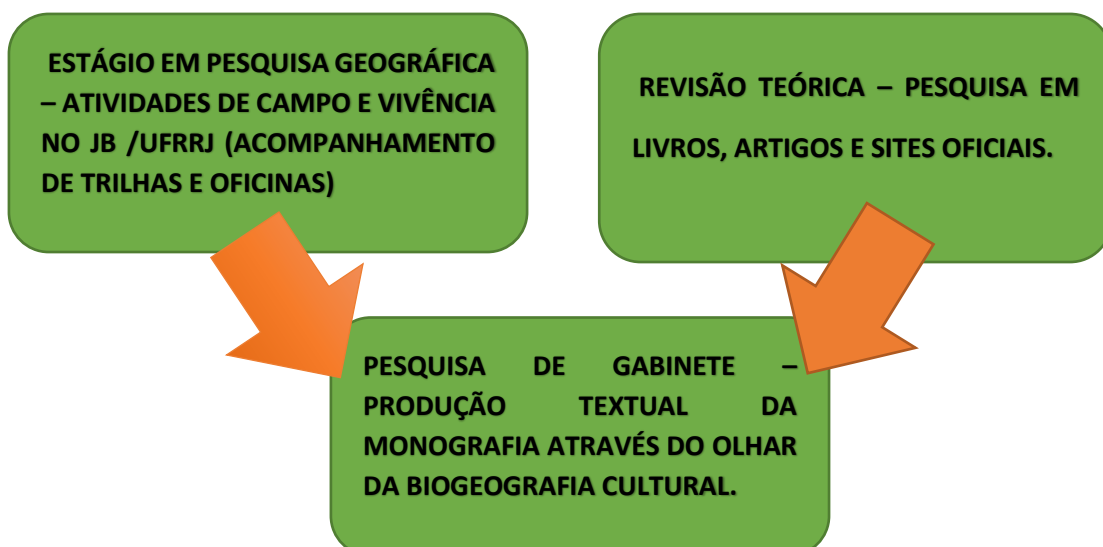 ESTÁGIO EM PESQUISA GEOGRÁFICA
– ATIVIDADES DE CAMPO E VIVÊNCIA
NO JB /UFRRJ (ACOMPANHAMENTO
DE TRILHAS E OFICINAS)
REVISÃO TEÓRICA – PESQUISA EM
LIVROS, ARTIGOS E SITES OFICIAIS.
PESQUISA DE GABINETE –
PRODUÇÃO TEXTUAL DA
MONOGRAFIA ATRAVÉS DO OLHAR
DA BIOGEOGRAFIA CULTURAL.